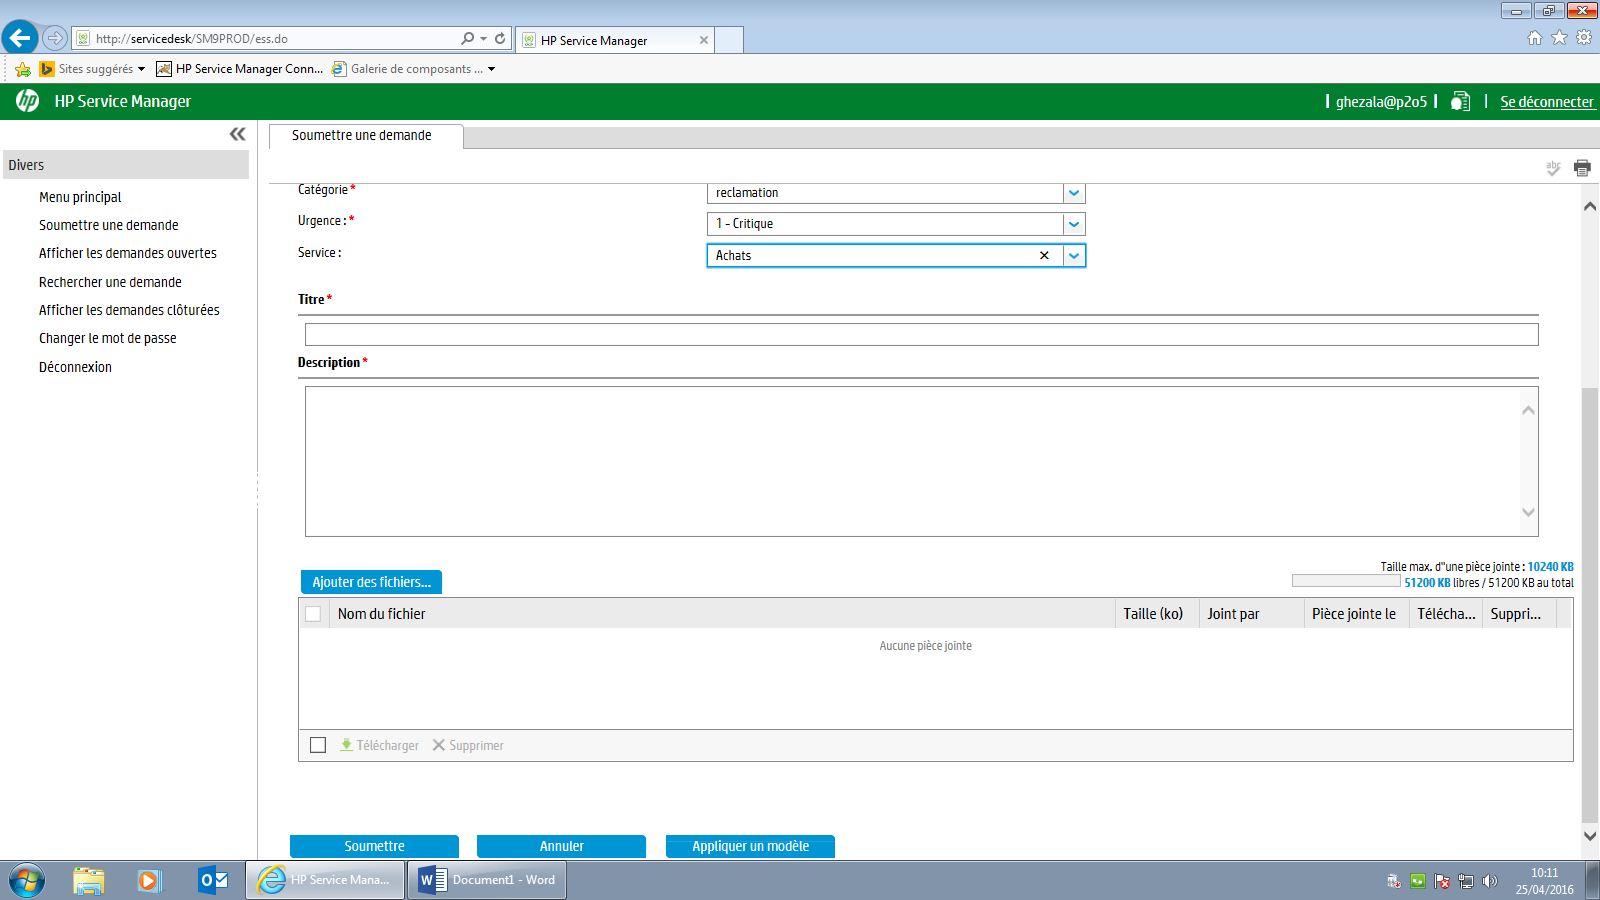 http://servicedesk/SM9PROD/ess.do
HP Service Manager
Sites suggérés
HP Service Manager Conn...
Galerie de composants ...
hp
HP Service Manager
ghezala@p2o5
Se déconnecter
Divers
Menu principal
Soumettre une demande
Afficher les demandes ouvertes
Rechercher une demande
Afficher les demandes clôturées
Changer le mot de passe
Déconnexion
Soumettre une demande
abc
Catégorie *
reclamation
Urgence : *
1 - Critique
Service :
Achats
Titre *
Description *
Ajouter des fichiers...
Taille max. d''une pièce jointe : 10240 KB
51200 KB libres / 51200 KB au total
Nom du fichier Taille (ko) Joint par Pièce jointe le Télécha... Suppri...
Aucune pièce jointe
Télécharger Supprimer
Soumettre Annuler Appliquer un modèle
HP Service Mana...
Document1 - Word
10:11
25/04/2016